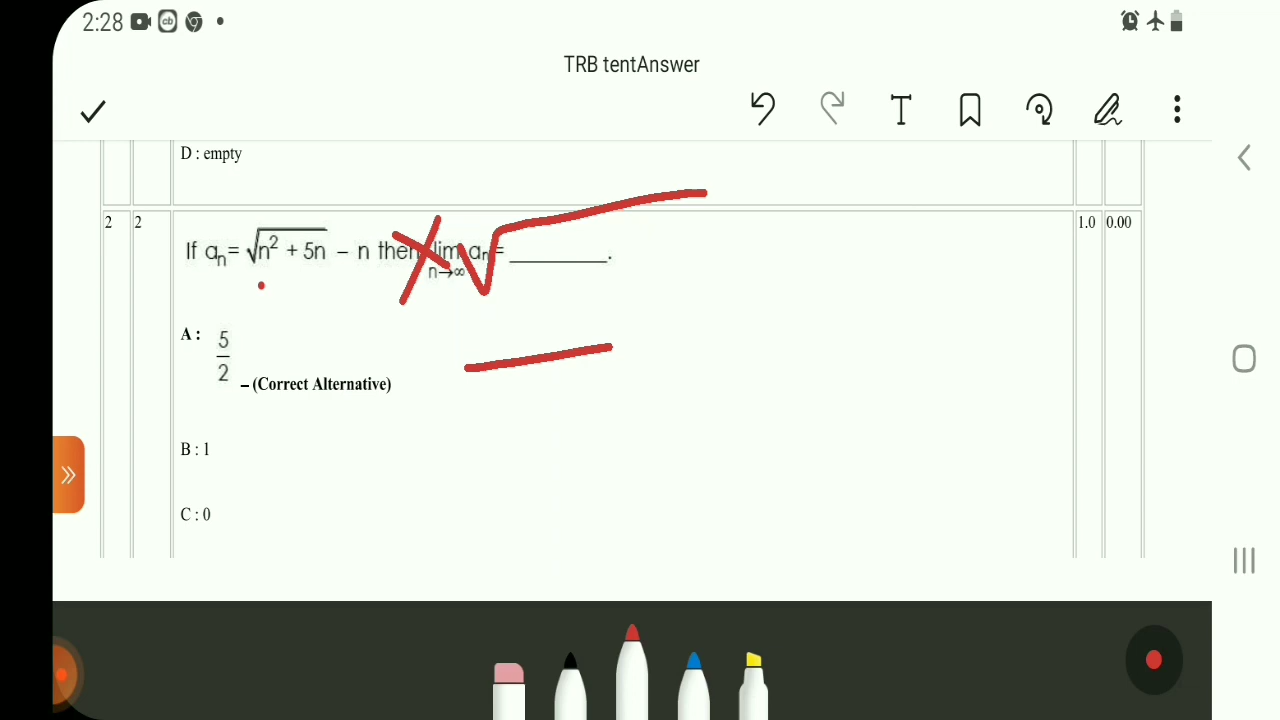 2:28
TRB tentAnswer
D : empty
2 2 1.0 0.00
If aₙ= √n² + 5n – n then lim aₙ= ________.
n→∞
A : 5/2 – (Correct Alternative)
B : 1
C : 0